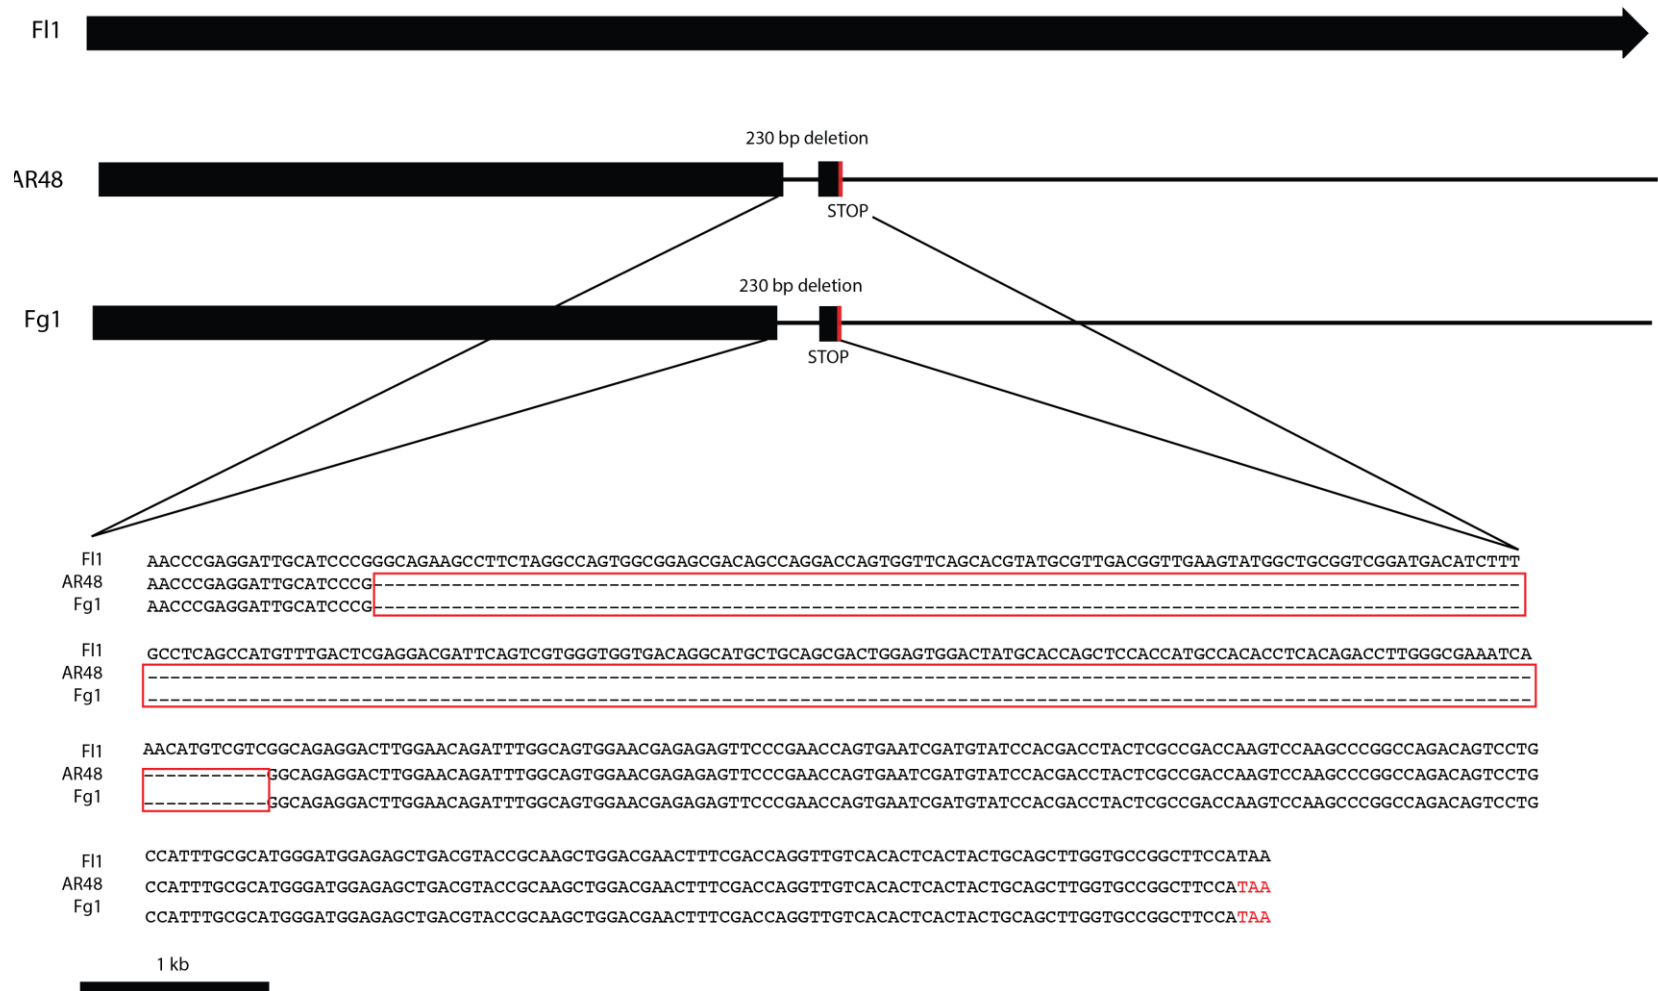 Fl1
230 bp deletion
AR48
STOP
230 bp deletion
Fg1
STOP
Fl1 AACCCGAGGATTGCATCCCGGGCAGAAGCCTTCTAGGCCAGTGGCGGAGCGACAGCCAGGACCAGTGGTTCAGCACGTATGCGTTGACGGTTGAAGTATGGCTGCGGTCGGATGACATCTTT
AR48 AACCCGAGGATTGCATCCCG------------------------------------------------------------------------------------------------------
Fg1 AACCCGAGGATTGCATCCCG------------------------------------------------------------------------------------------------------
Fl1 GCCTCAGCCATGTTTGACTCGAGGACGATTCAGTCGTGGGTGGTGACAGGCATGCTGCAGCGACTGGAGTGGACTATGCACCAGCTCCACCATGCCACACCTCACAGACCTTGGGCGAAATCA
AR48 ---------------------------------------------------------------------------------------------------------------------------
Fg1 ---------------------------------------------------------------------------------------------------------------------------
Fl1 AACATGTCGTCGGCAGAGGACTTGGAACAGATTTGGCAGTGGAACGAGAGAGTTCCCGAACCAGTGAATCGATGTATCCACGACCTACTCGCCGACCAAGTCCAAGCCCGGCCAGACAGTCCTG
AR48 -----------GGCAGAGGACTTGGAACAGATTTGGCAGTGGAACGAGAGAGTTCCCGAACCAGTGAATCGATGTATCCACGACCTACTCGCCGACCAAGTCCAAGCCCGGCCAGACAGTCCTG
Fg1 -----------GGCAGAGGACTTGGAACAGATTTGGCAGTGGAACGAGAGAGTTCCCGAACCAGTGAATCGATGTATCCACGACCTACTCGCCGACCAAGTCCAAGCCCGGCCAGACAGTCCTG
Fl1 CCATTTGCGCATGGGATGGAGAGCTGACGTACCGCAAGCTGGACGAACTTTCGACCAGGTTGTCACACTCACTACTGCAGCTTGGTGCCGGCTTCCATAA
AR48 CCATTTGCGCATGGGATGGAGAGCTGACGTACCGCAAGCTGGACGAACTTTCGACCAGGTTGTCACACTCACTACTGCAGCTTGGTGCCGGCTTCCATAA
Fg1 CCATTTGCGCATGGGATGGAGAGCTGACGTACCGCAAGCTGGACGAACTTTCGACCAGGTTGTCACACTCACTACTGCAGCTTGGTGCCGGCTTCCATAA
1 kb